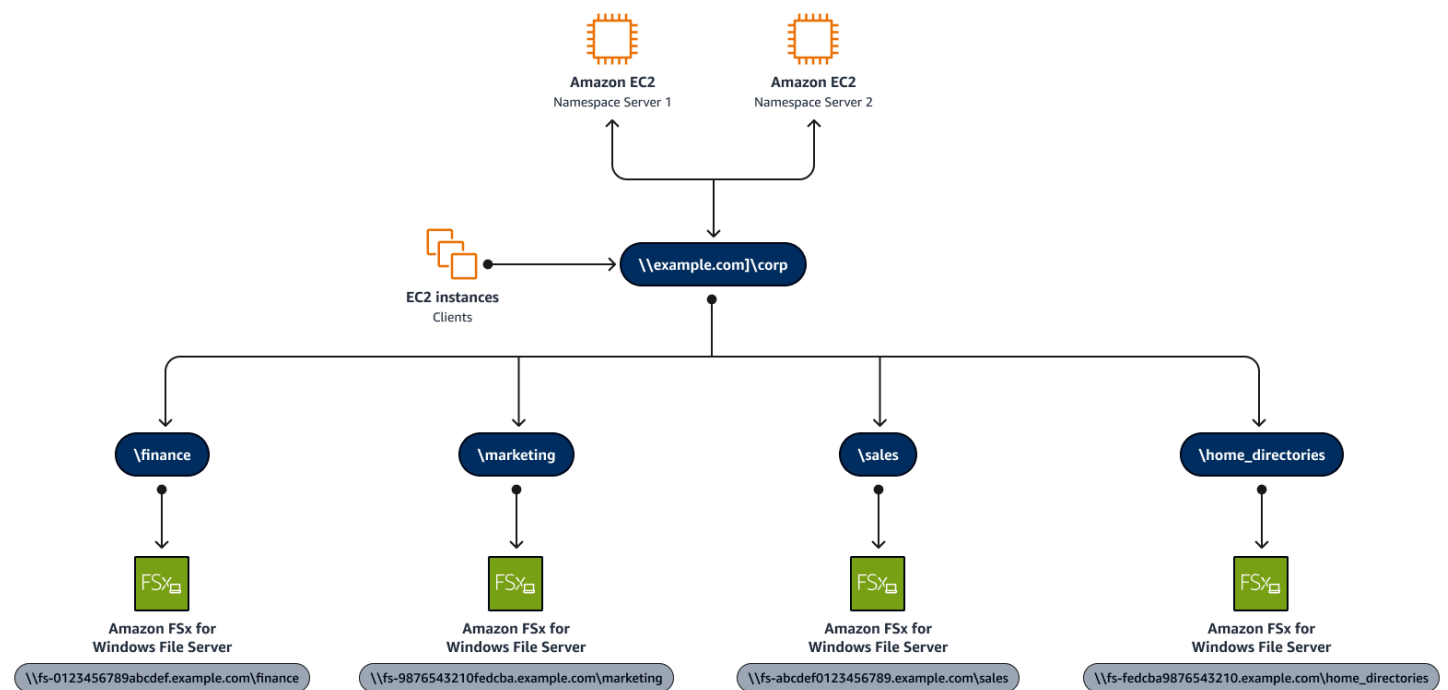 Amazon EC2
Namespace Server 1
Amazon EC2
Namespace Server 2
\\example.com]\corp
EC2 instances
Clients
\finance
\marketing
\sales
\home_directories
FSx
FSx
FSx
FSx
Amazon FSx for
Windows File Server
\\fs-0123456789abcdef.example.com\finance
Amazon FSx for
Windows File Server
\\fs-9876543210fedcba.example.com\marketing
Amazon FSx for
Windows File Server
\\fs-abcdef0123456789.example.com\sales
Amazon FSx for
Windows File Server
\\fs-fedcba9876543210.example.com\home_directories